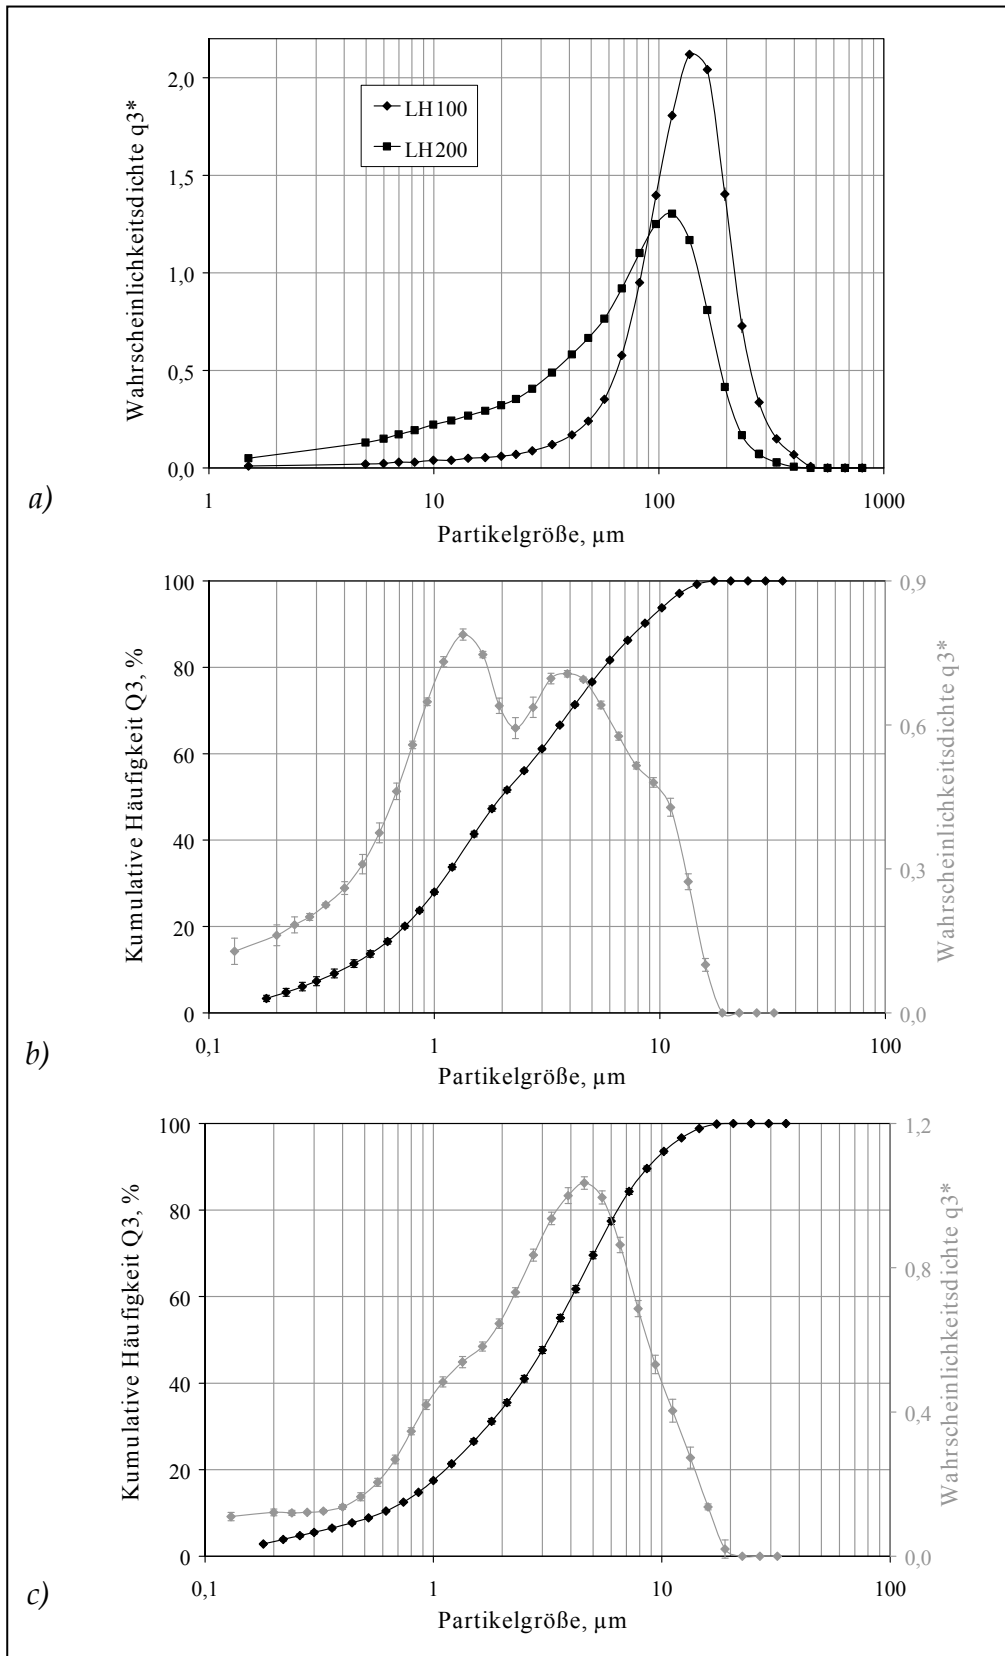 Wahrscheinlichkeitsdichte q3*
2,0
1,5
1,0
0,5
0,0
LH100
LH200
1 10 100 1000
Partikelgröße, µm
a)
Kumulative Häufigkeit Q3, %
100
80
60
40
20
0
0,9
0,6
0,3
0,0
Wahrscheinlichkeitsdichte q3*
0,1 1 10 100
Partikelgröße, µm
b)
Kumulative Häufigkeit Q3, %
100
80
60
40
20
0
1,2
0,8
0,4
0,0
Wahrscheinlichkeitsdichte q3*
0,1 1 10 100
Partikelgröße, µm
c)